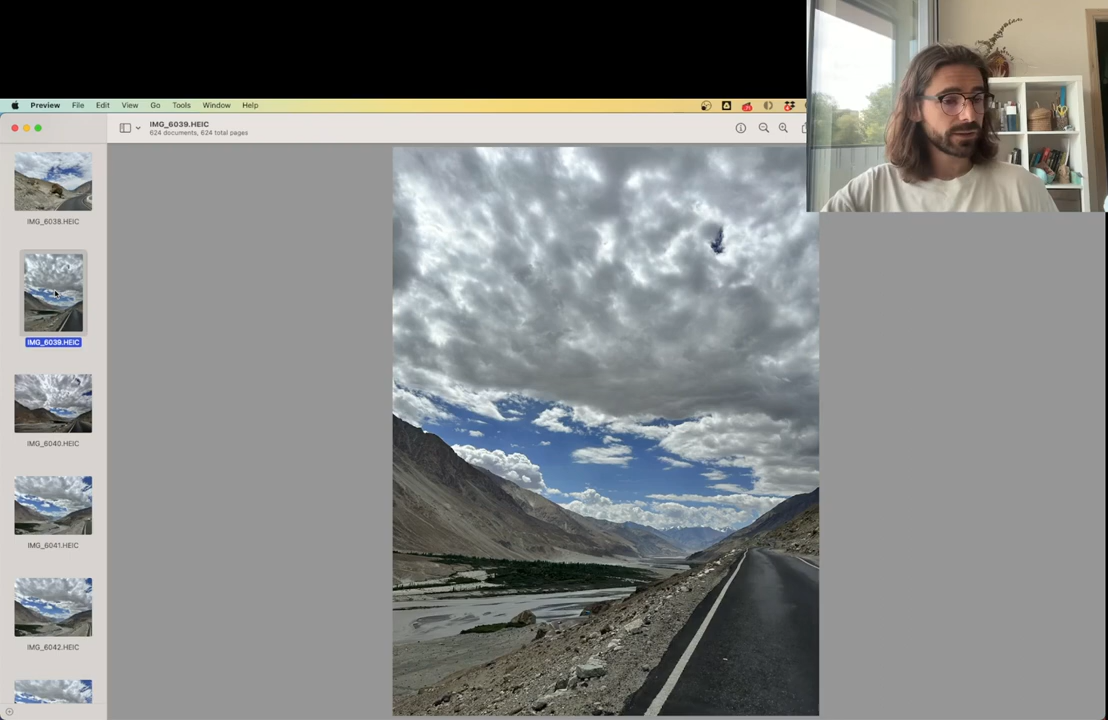 Preview File Edit View Go Tools Window Help
IMG_6039.HEIC
624 documents, 624 total pages
IMG_6038.HEIC
IMG_6039.HEIC
IMG_6040.HEIC
IMG_6041.HEIC
IMG_6042.HEIC